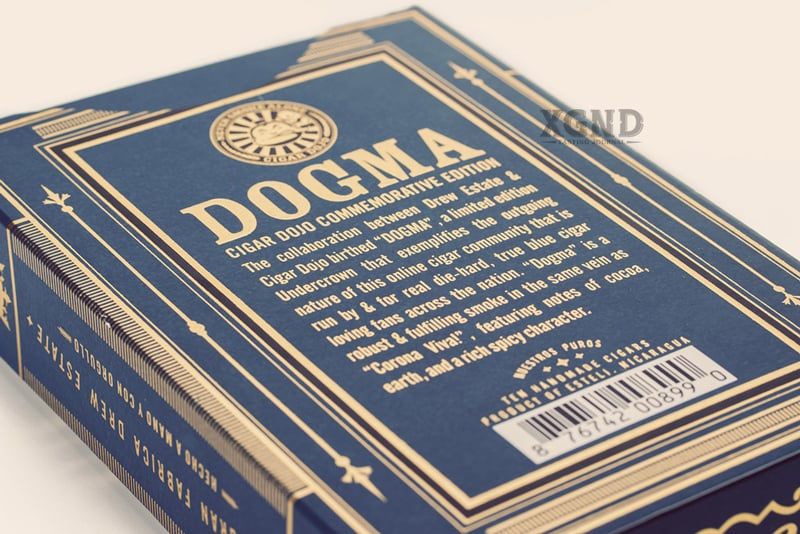 XGND
TASTING JOURNAL
CIGAR DOJO
DOGMA
CIGAR DOJO COMMEMORATIVE EDITION
The collaboration between Drew Estate &
Cigar Dojo birthed "DOGMA" a limited edition
Undercrown that exemplifies the outgoing
nature of this online cigar community that is
run by & for real die-hard, true blue cigar
loving fans across the nation. "Dogma" is a
robust & fulfilling smoke in the same vein as
"Corona Viva!" , featuring notes of cocoa,
earth, and a rich spicy character.
NUESTROS PUROS
TEN HANDMADE CIGARS
PRODUCT OF ESTELI, NICARAGUA
8 76742 00899 0
HECHO A MANO Y CON ORGULLO
GRAN FABRICA DREW ESTATE